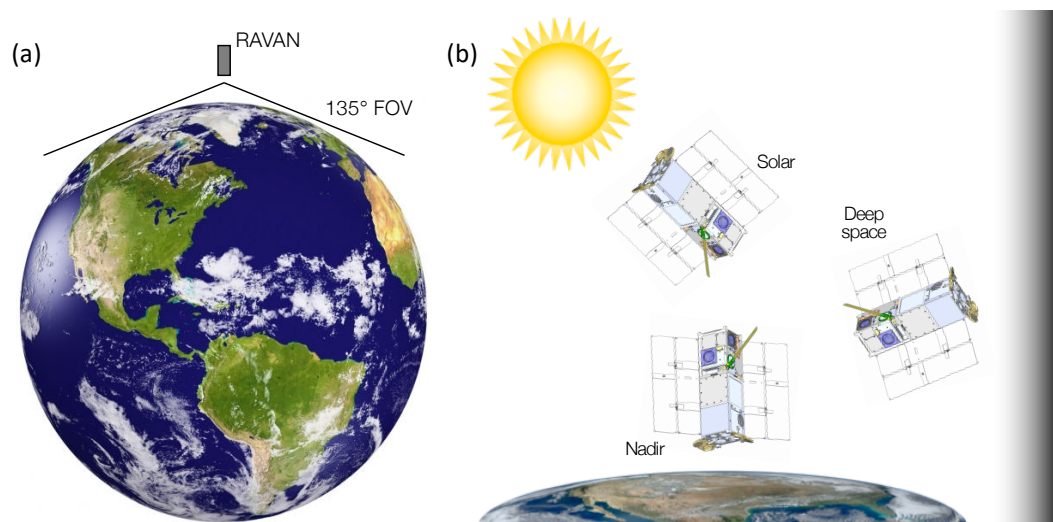 (a)
RAVAN
135° FOV
(b)
Solar
Deep
space
Nadir